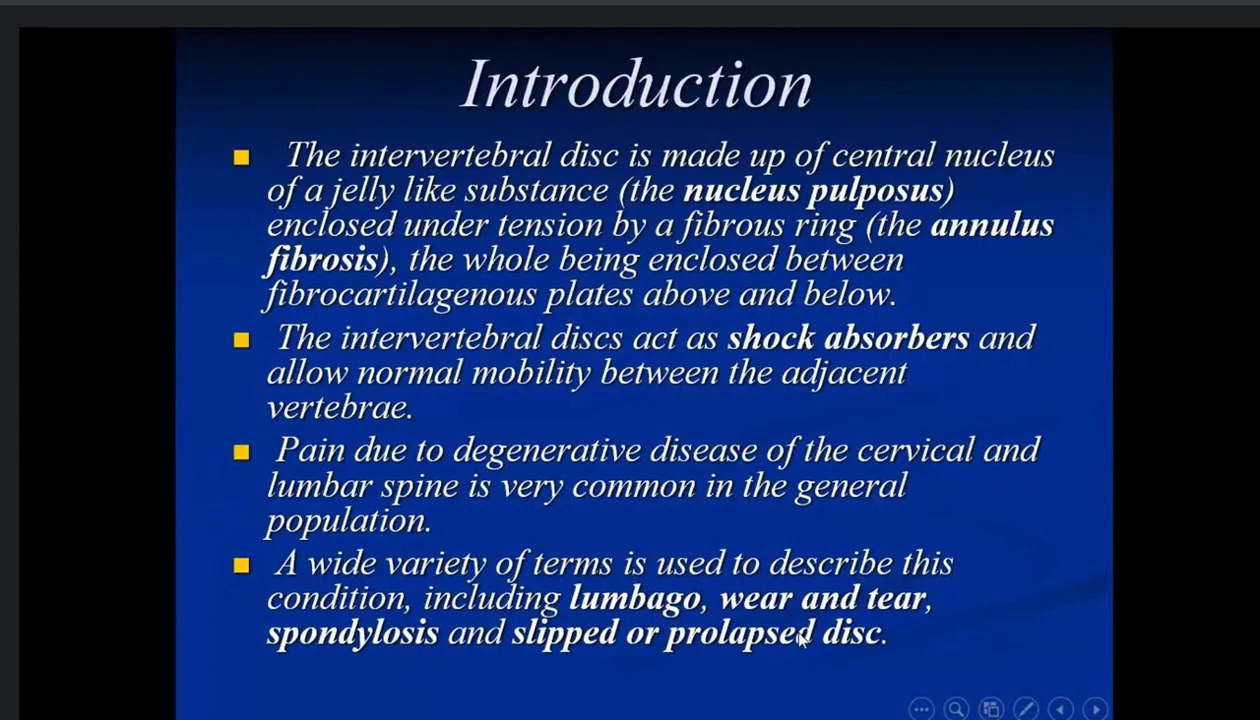 Introduction
The intervertebral disc is made up of central nucleus
of a jelly like substance (the nucleus pulposus)
enclosed under tension by a fibrous ring (the annulus
fibrosis), the whole being enclosed between
fibrocartilagenous plates above and below.
The intervertebral discs act as shock absorbers and
allow normal mobility between the adjacent
vertebrae.
Pain due to degenerative disease of the cervical and
lumbar spine is very common in the general
population.
A wide variety of terms is used to describe this
condition, including lumbago, wear and tear,
spondylosis and slipped or prolapsed disc.